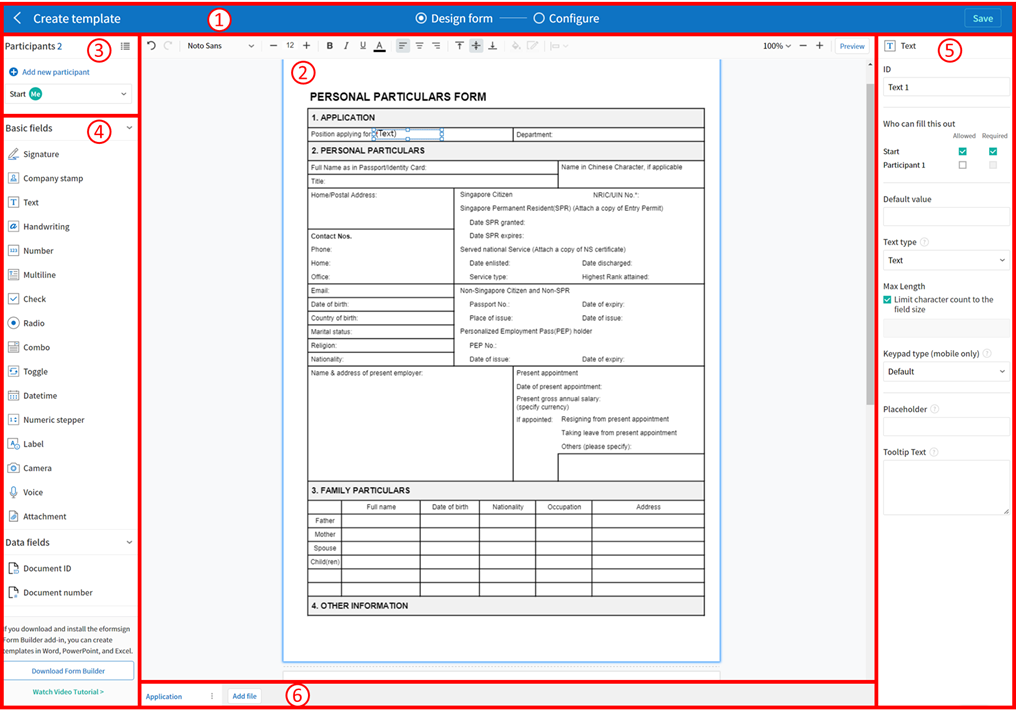 Create template
①
Design form
Configure
Save
Participants 2
③
Add new participant
Start Me
④
Basic fields
Signature
Company stamp
Text
Handwriting
Number
Multiline
Check
Radio
Combo
Toggle
Datetime
Numeric stepper
Label
Camera
Voice
Attachment
Data fields
Document ID
Document number
If you download and install the eformsign
Form Builder add-in, you can create
templates in Word, PowerPoint, and Excel.
Download Form Builder
Watch Video Tutorial >
Noto Sans
12
B I U A
100%
Preview
②
PERSONAL PARTICULARS FORM
1. APPLICATION
Position applying for: (Text) Department:
2. PERSONAL PARTICULARS
Full Name as in Passport/Identity Card: Name in Chinese Character, if applicable
Title:
Home/Postal Address:
Contact Nos.
Phone:
Home:
Office:
Email:
Date of birth:
Country of birth:
Marital status:
Religion:
Nationality:
Singapore Citizen NRIC/UIN No.*:
Singapore Permanent Resident(SPR) (Attach a copy of Entry Permit)
Date SPR granted:
Date SPR expires:
Served national Service (Attach a copy of NS certificate)
Date enlisted: Date discharged:
Service type: Highest Rank attained:
Non-Singapore Citizen and Non-SPR
Passport No.: Date of expiry:
Place of issue: Date of issue:
Personalized Employment Pass(PEP) holder
PEP No.:
Date of issue: Date of expiry:
Name & address of present employer:
Present appointment
Date of present appointment:
Present gross annual salary:
(specify currency)
If appointed: Resigning from present appointment
Taking leave from present appointment
Others (please specify):
3. FAMILY PARTICULARS
Full name Date of birth Nationality Occupation Address
Father
Mother
Spouse
Child(ren)
4. OTHER INFORMATION
Application
Add file
⑥
Text
⑤
ID
Text 1
Who can fill this out
Allowed Required
Start
Participant 1
Default value
Text type
Text
Max Length
Limit character count to the
field size
Keypad type (mobile only)
Default
Placeholder
Tooltip Text